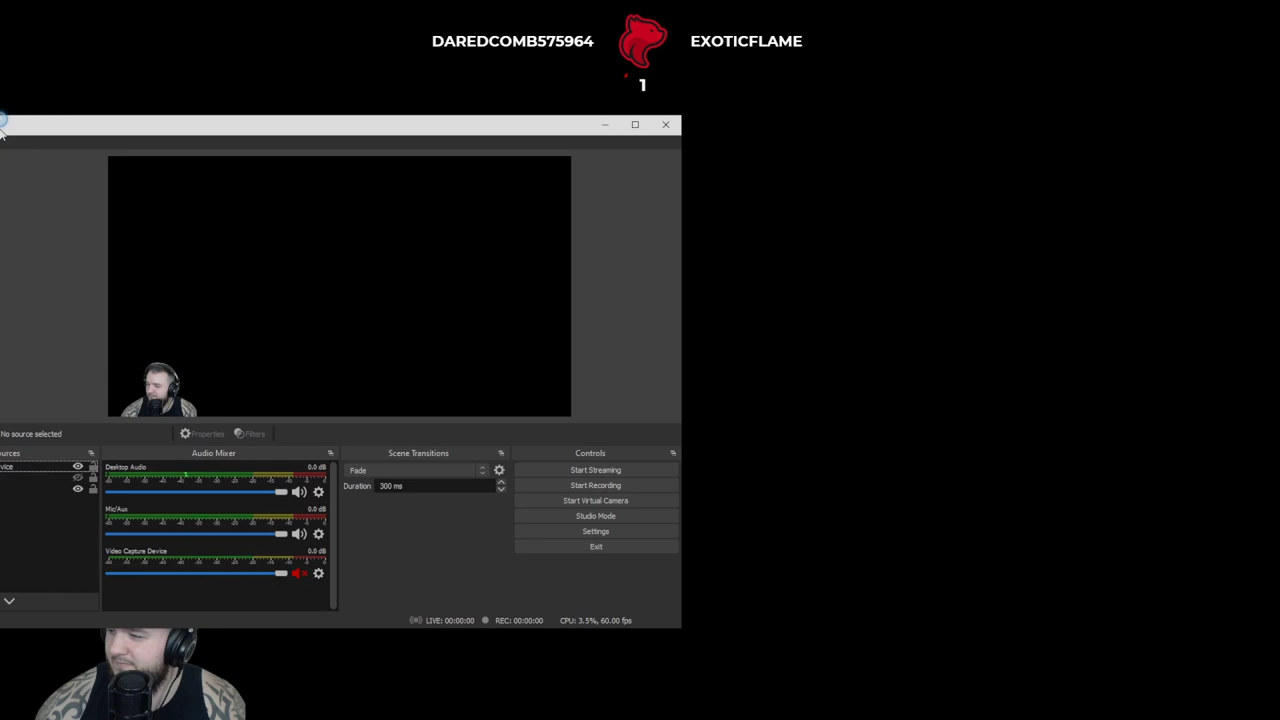 DAREDCOMB575964 EXOTICFLAME
1
No source selected Properties Filters
ources Audio Mixer Scene Transitions Controls
vice Desktop Audio 0.0 dB Fade Start Streaming
Duration 300 ms Start Recording
Start Virtual Camera
Mic/Aux 0.0 dB Studio Mode
Settings
Video Capture Device 0.0 dB Exit
LIVE: 00:00:00 REC: 00:00:00 CPU: 3.5%, 60.00 fps